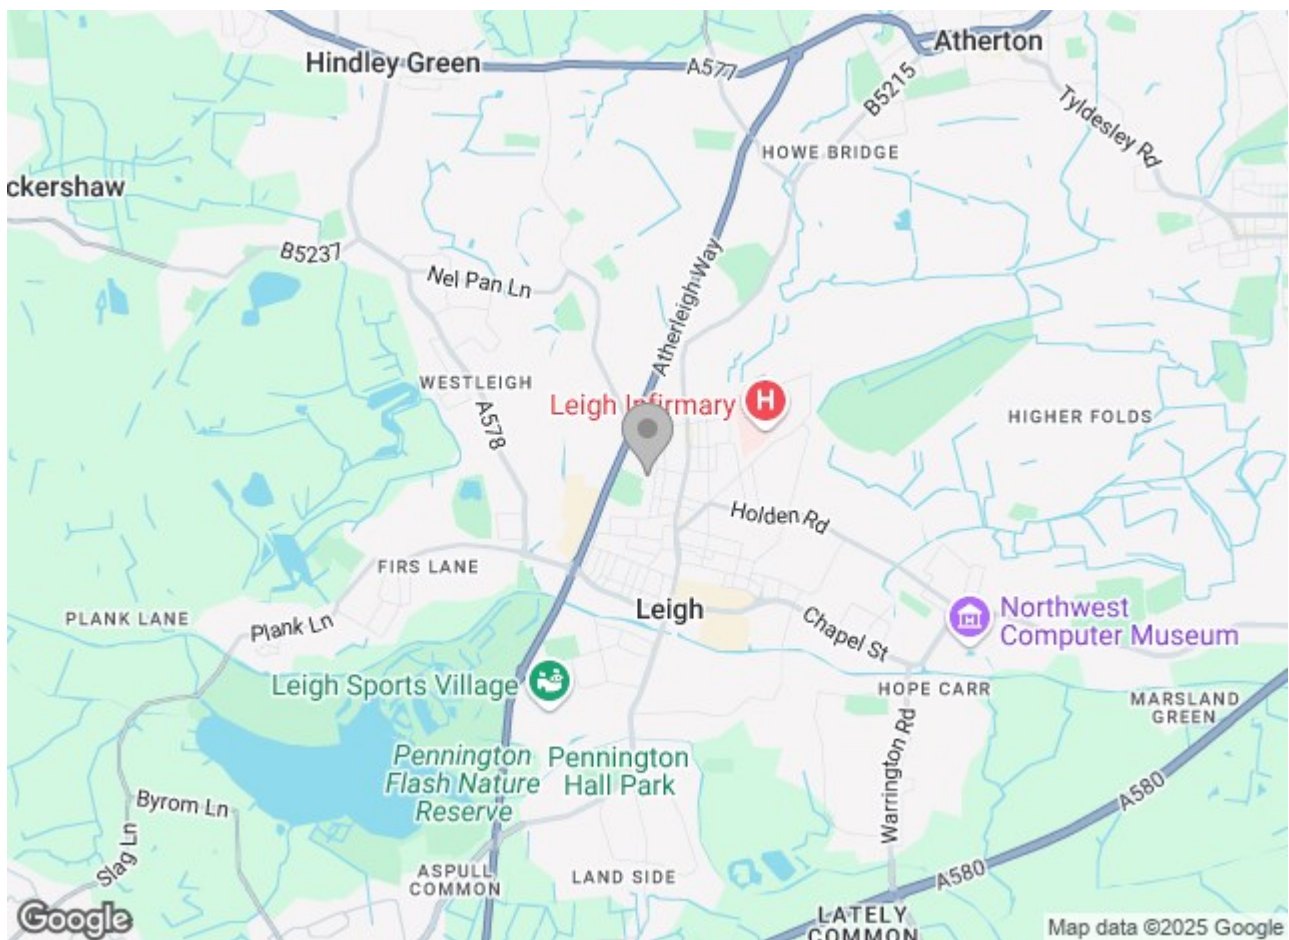 Atherton
Hindley Green
A577
B5215
Tyldesley Rd
HOWE BRIDGE
ckershaw
B5237
Nel Pan Ln
Atherleigh Way
WESTLEIGH
Leigh Infirmary
H
HIGHER FOLDS
A578
Holden Rd
FIRS LANE
Leigh
Northwest
Computer Museum
PLANK LANE
Plank Ln
Chapel St
Leigh Sports Village
HOPE CARR
MARSLAND
GREEN
Pennington
Flash Nature
Reserve
Pennington
Hall Park
Warrington Rd
A580
Byrom Ln
Slag Ln
ASPULL
COMMON
LAND SIDE
A580
LATELY
COMMON
Google
Map data ©2025 Google